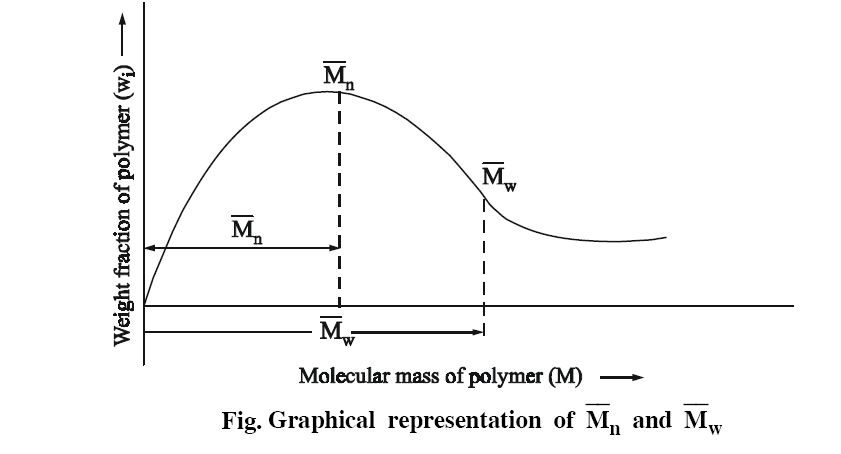 Weight fraction of polymer (wi)
M̅n
M̅w
M̅n
M̅w
Molecular mass of polymer (M)
Fig. Graphical representation of M̅n and M̅w